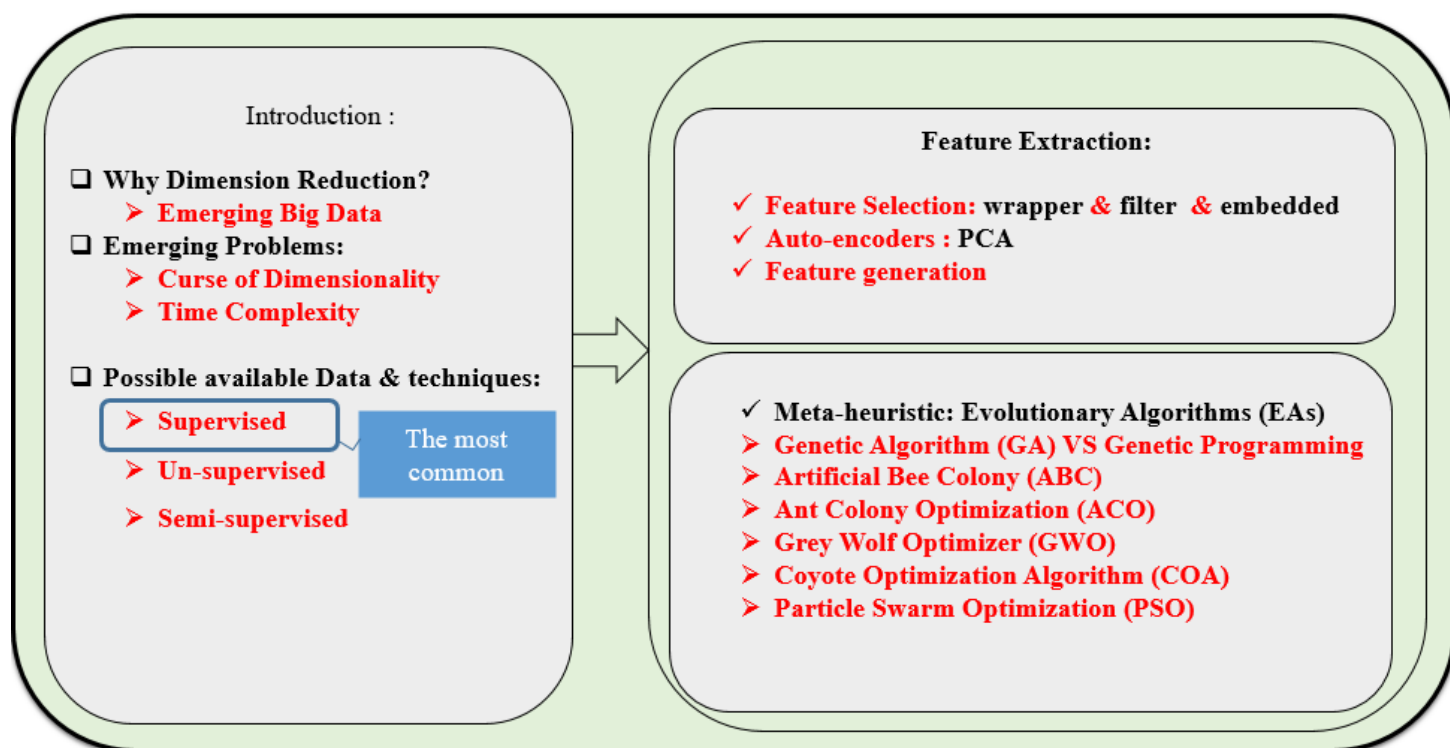 Introduction :
Why Dimension Reduction?
Emerging Big Data
Emerging Problems:
Curse of Dimensionality
Time Complexity
Possible available Data & techniques:
Supervised
The most
common
Un-supervised
Semi-supervised
Feature Extraction:
Feature Selection: wrapper & filter & embedded
Auto-encoders : PCA
Feature generation
Meta-heuristic: Evolutionary Algorithms (EAs)
Genetic Algorithm (GA) VS Genetic Programming
Artificial Bee Colony (ABC)
Ant Colony Optimization (ACO)
Grey Wolf Optimizer (GWO)
Coyote Optimization Algorithm (COA)
Particle Swarm Optimization (PSO)